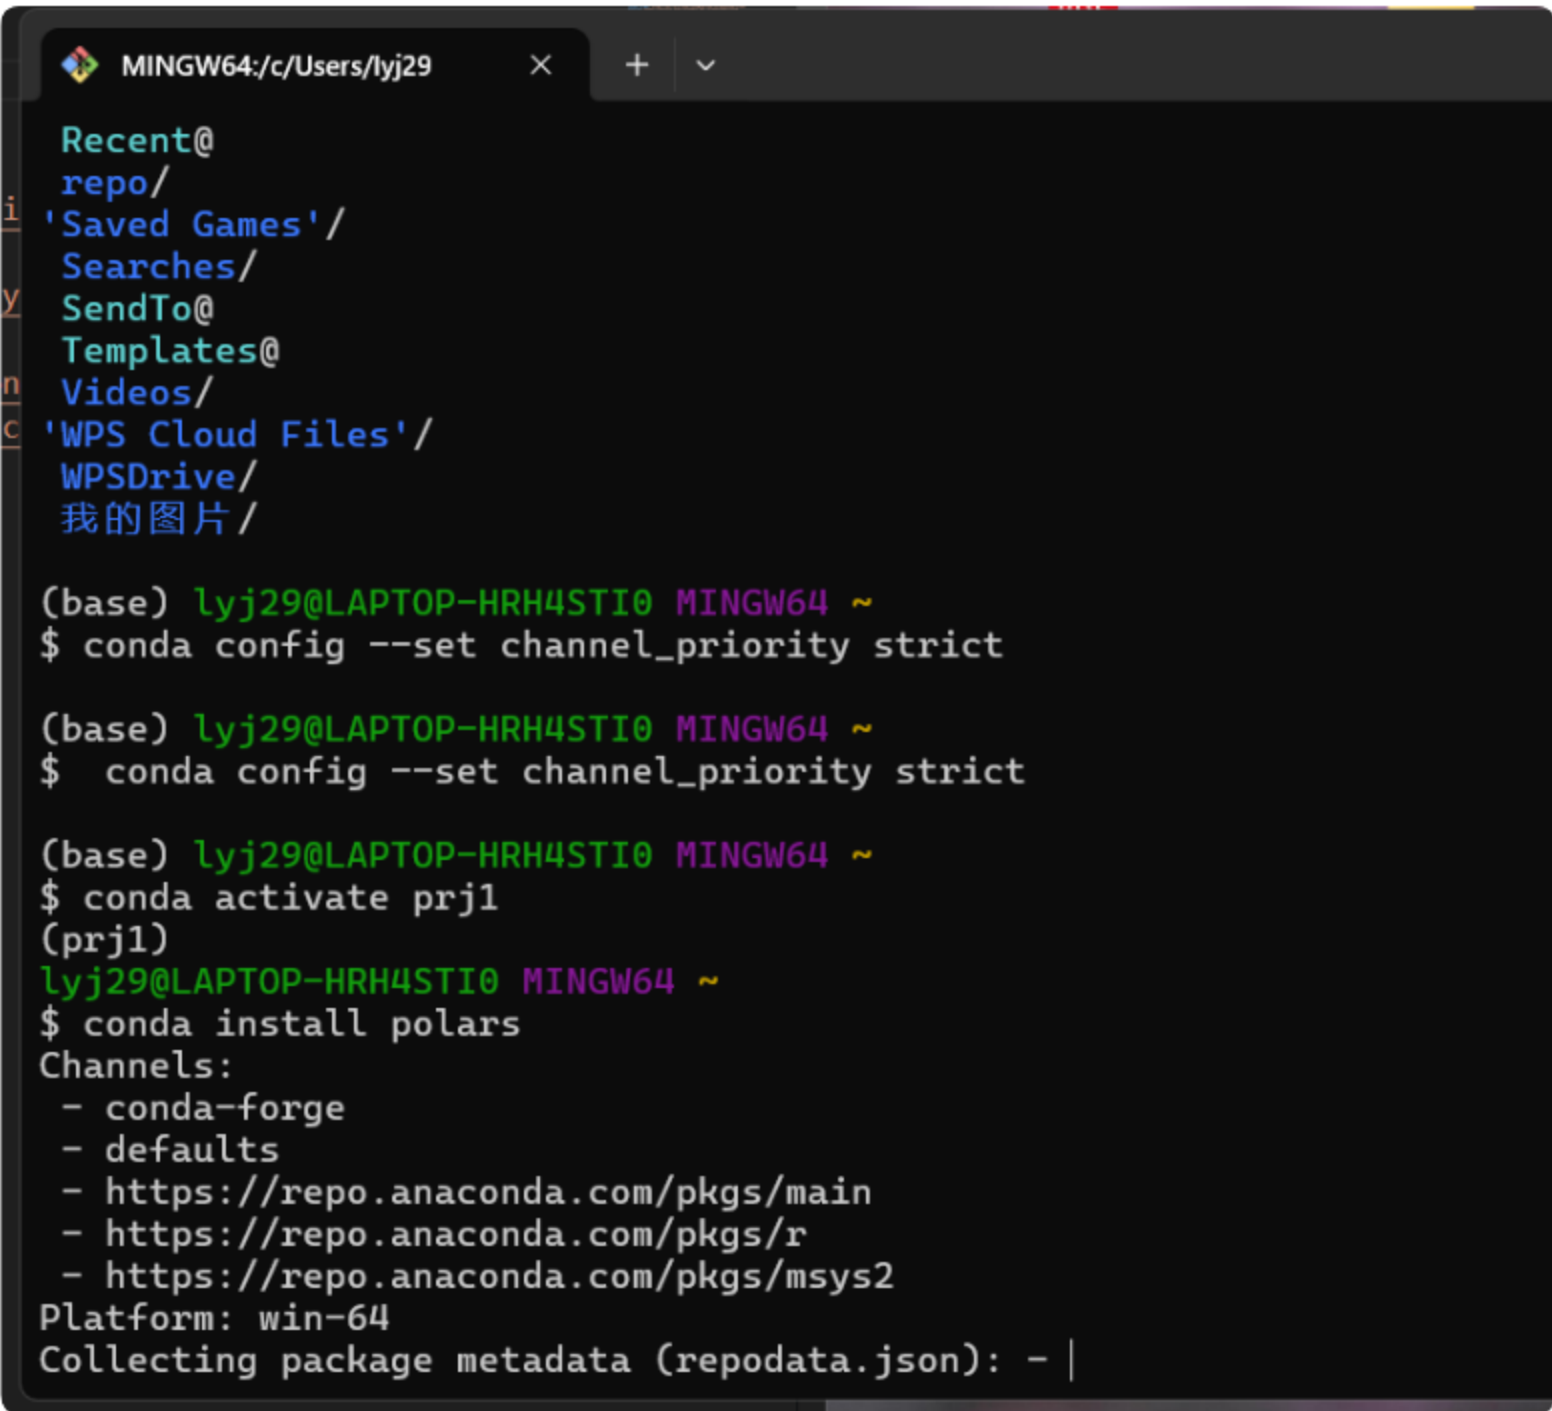 MINGW64:/c/Users/lyj29
Recent@
repo/
'Saved Games'/
Searches/
SendTo@
Templates@
Videos/
'WPS Cloud Files'/
WPSDrive/
我的图片/
(base) lyj29@LAPTOP-HRH4STI0 MINGW64 ~
$ conda config --set channel_priority strict
(base) lyj29@LAPTOP-HRH4STI0 MINGW64 ~
$  conda config --set channel_priority strict
(base) lyj29@LAPTOP-HRH4STI0 MINGW64 ~
$ conda activate prj1
(prj1)
lyj29@LAPTOP-HRH4STI0 MINGW64 ~
$ conda install polars
Channels:
- conda-forge
- defaults
- https://repo.anaconda.com/pkgs/main
- https://repo.anaconda.com/pkgs/r
- https://repo.anaconda.com/pkgs/msys2
Platform: win-64
Collecting package metadata (repodata.json): -